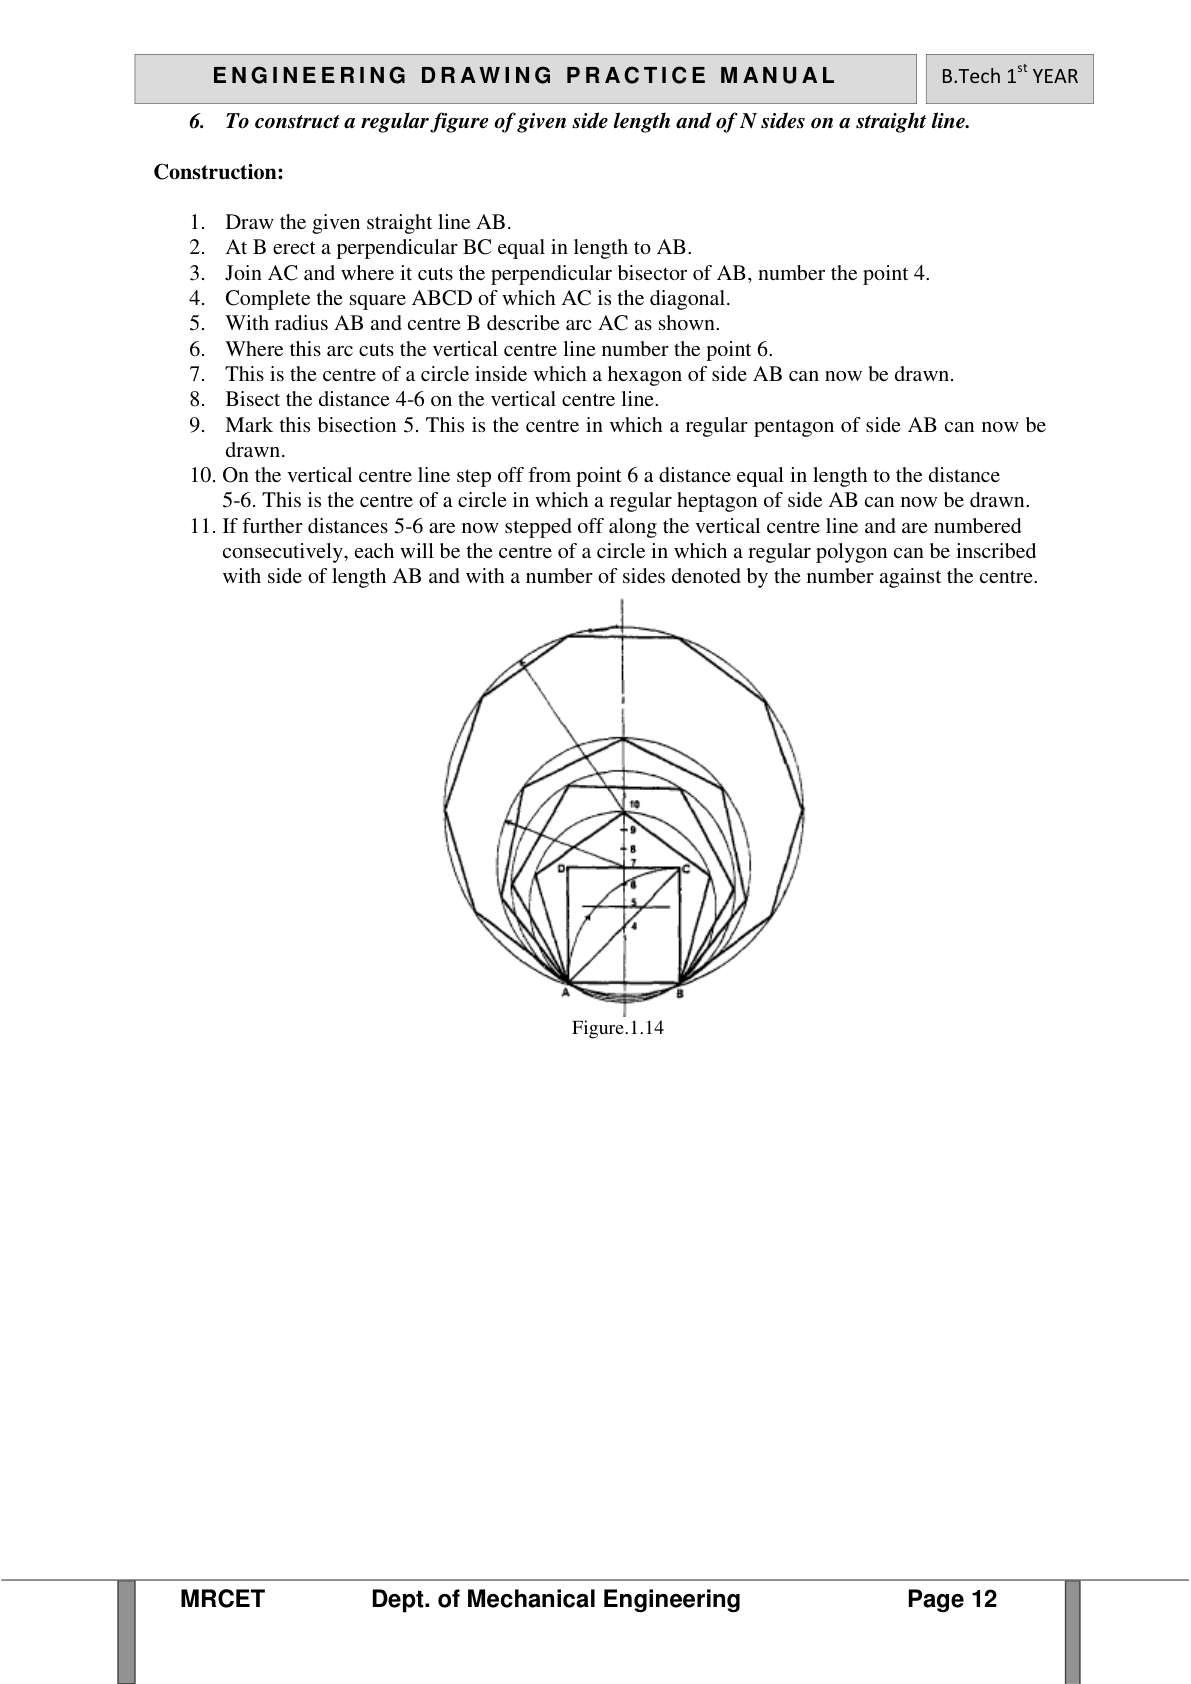 ENGINEERING DRAWING PRACTICE MANUAL
B.Tech 1st YEAR
6. To construct a regular figure of given side length and of N sides on a straight line.
Construction:
1. Draw the given straight line AB.
2. At B erect a perpendicular BC equal in length to AB.
3. Join AC and where it cuts the perpendicular bisector of AB, number the point 4.
4. Complete the square ABCD of which AC is the diagonal.
5. With radius AB and centre B describe arc AC as shown.
6. Where this arc cuts the vertical centre line number the point 6.
7. This is the centre of a circle inside which a hexagon of side AB can now be drawn.
8. Bisect the distance 4-6 on the vertical centre line.
9. Mark this bisection 5. This is the centre in which a regular pentagon of side AB can now be
drawn.
10. On the vertical centre line step off from point 6 a distance equal in length to the distance
5-6. This is the centre of a circle in which a regular heptagon of side AB can now be drawn.
11. If further distances 5-6 are now stepped off along the vertical centre line and are numbered
consecutively, each will be the centre of a circle in which a regular polygon can be inscribed
with side of length AB and with a number of sides denoted by the number against the centre.
10
9
8
7
D
C
6
5
4
A
B
Figure.1.14
MRCET Dept. of Mechanical Engineering Page 12